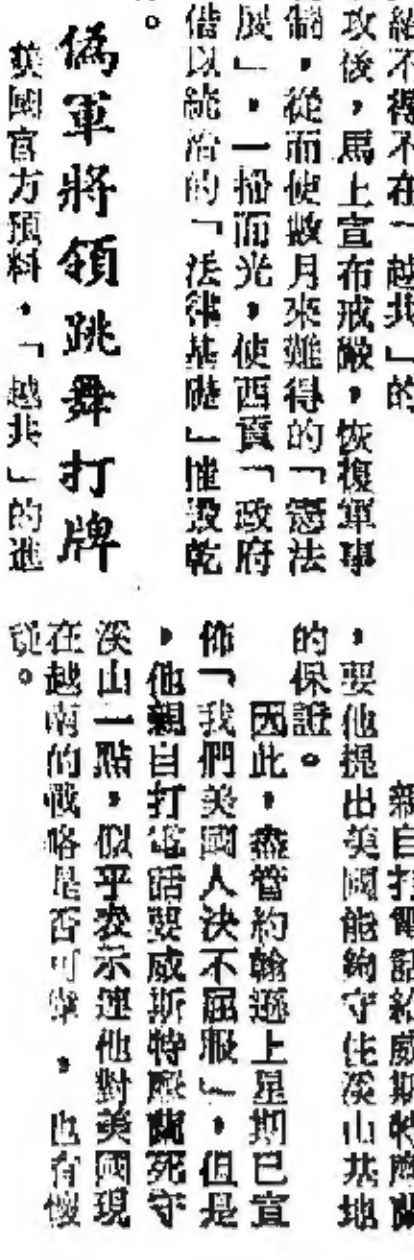 紹不得不在「越共」的
攻後，馬上宣布戒嚴，恢複軍事
制，從而使數月來難得的「憲法
展」，一掃而光，使西貢「政府
借以統治的「法律基礎」摧毀乾
。
偽軍將領跳舞打牌
美國官方預料，「越共」的進
親自打電話給威斯特摩蘭
，要他提出美國能夠守住溪山基地
的保證。
因此，儘管約翰遜上星期已宣
佈「我們美國人決不屈服」，但是
，他親自打電話要威斯特摩蘭死守
溪山一點，似乎表示連他對美國現
在越南的戰略是否可靠，也有懷
疑。